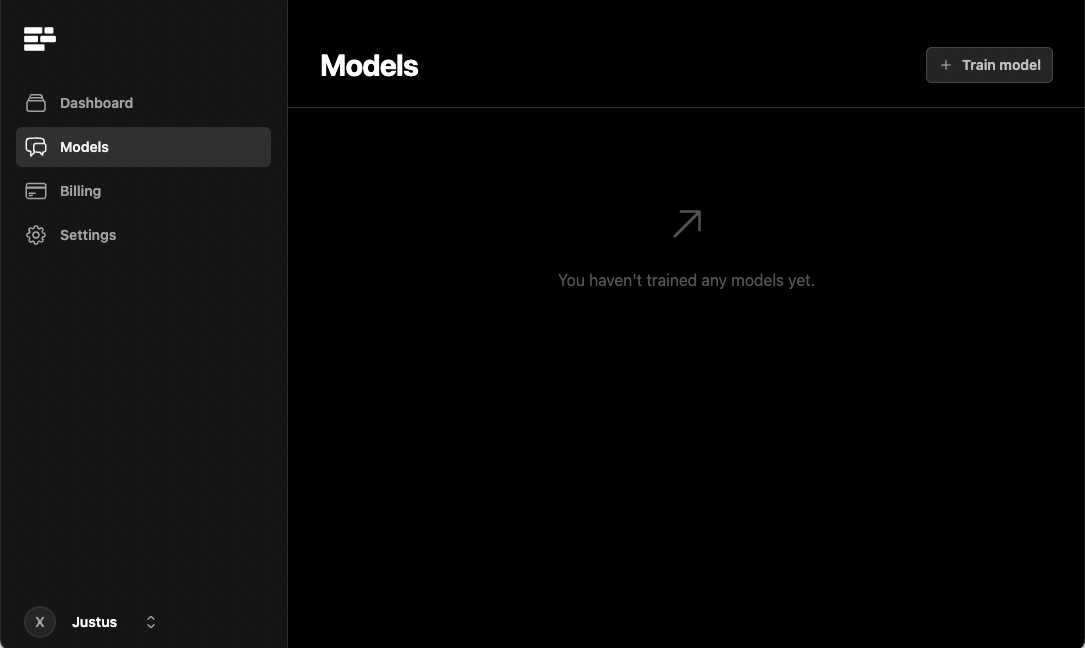 Dashboard
Models
Billing
Settings
X
Justus
Models
Train model
You haven't trained any models yet.